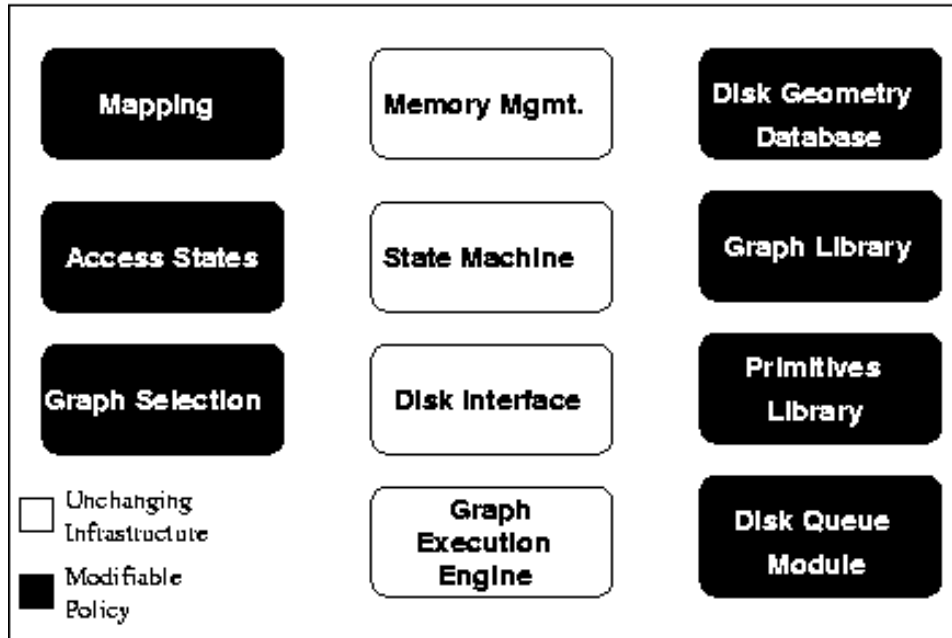 Mapping
Memory Mgmt.
Disk Geometry
Database
Access States
State Machine
Graph Library
Graph Selection
Disk Interface
Primitives
Library
Unchanging
Infrastructure
Graph
Execution
Engine
Disk Queue
Module
Modifiable
Policy